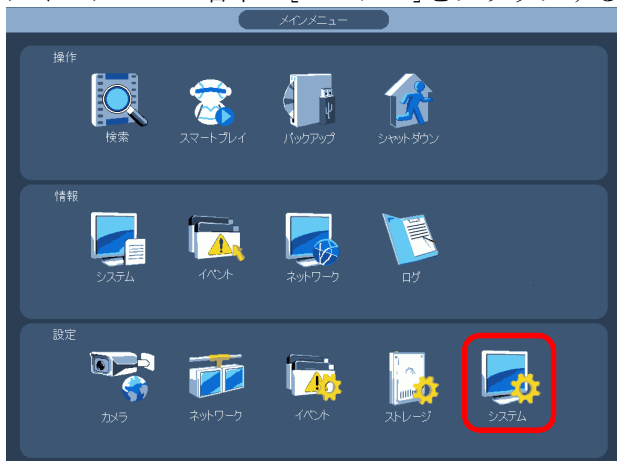 メインメニュー
操作
検索 スマートプレイ バックアップ シャットダウン
情報
システム イベント ネットワーク ログ
設定
カメラ ネットワーク イベント ストレージ システム